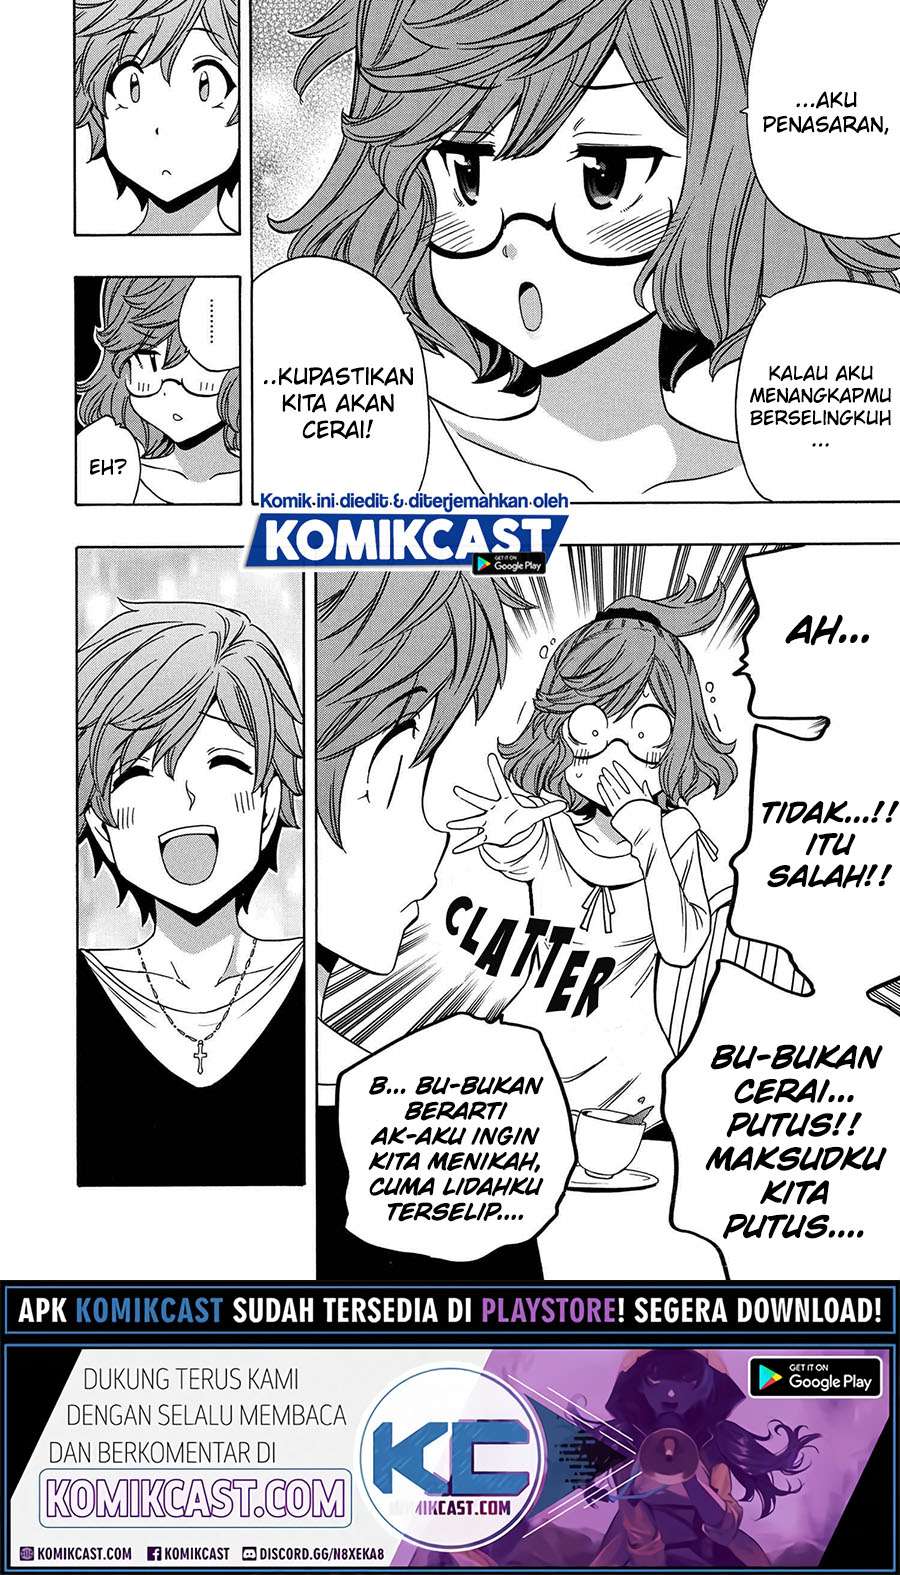 ...AKU
PENASARAN,
KALAU AKU
MENANGKAPMU
BERSELINGKUH
...
..KUPASTIKAN
KITA AKAN
CERAI!
.........
EH?
Komik ini diedit & diterjemahkan oleh
KOMIKCAST
GET IT ON
Google Play
AH...
TIDAK...!!
ITU
SALAH!!
CLATTER
BU-BUKAN
CERAI...
PUTUS!!
MAKSUDKU
KITA
PUTUS....
B... BU-BUKAN
BERARTI
AK-AKU INGIN
KITA MENIKAH,
CUMA LIDAHKU
TERSELIP....
APK KOMIKCAST SUDAH TERSEDIA DI PLAYSTORE! SEGERA DOWNLOAD!
DUKUNG TERUS KAMI
DENGAN SELALU MEMBACA
DAN BERKOMENTAR DI
KOMIKCAST.COM
KOMIKCAST.COM KOMIKCAST DISCORD.GG/N8XEKA8
KC
GET IT ON
Google Play